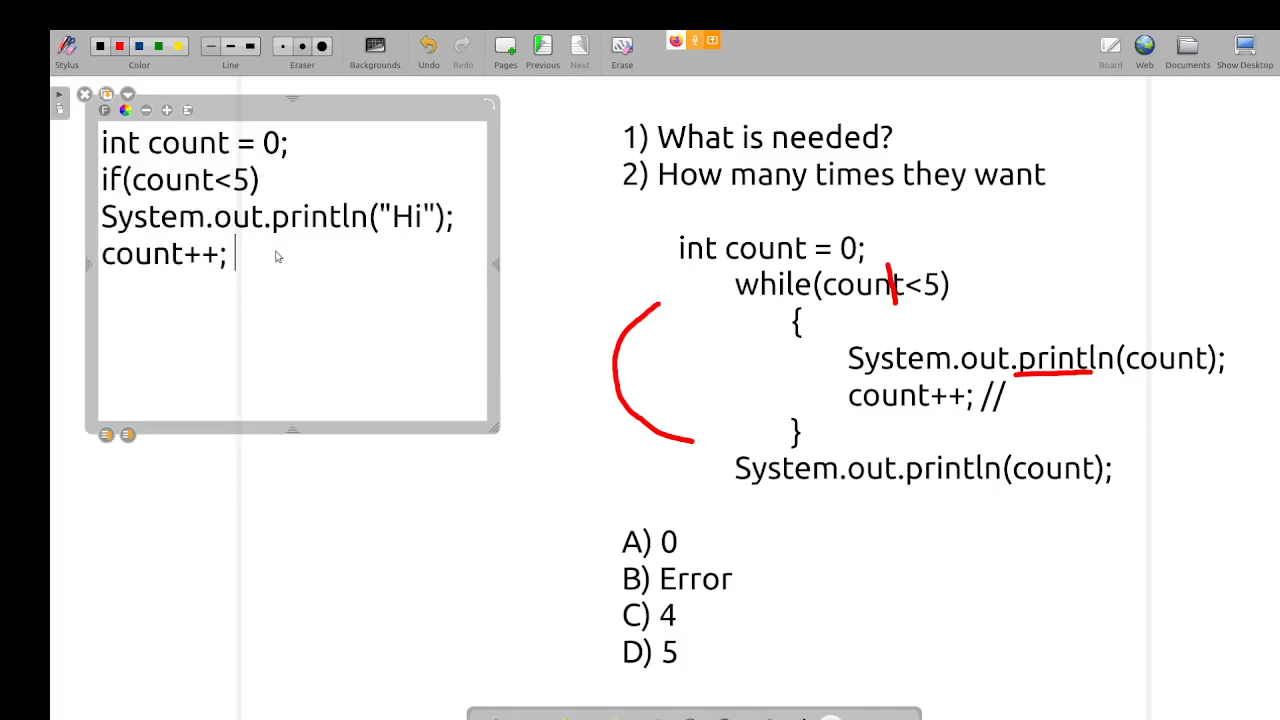 Stylus
Color
Line
Eraser
Backgrounds
Undo
Redo
Pages
Previous
Next
Erase
Board
Web
Documents
Show Desktop
int count = 0;
if(count<5)
System.out.println("Hi");
count++;
1) What is needed?
2) How many times they want
int count = 0;
while(count<5)
{
System.out.println(count);
count++; //
}
System.out.println(count);
A) 0
B) Error
C) 4
D) 5